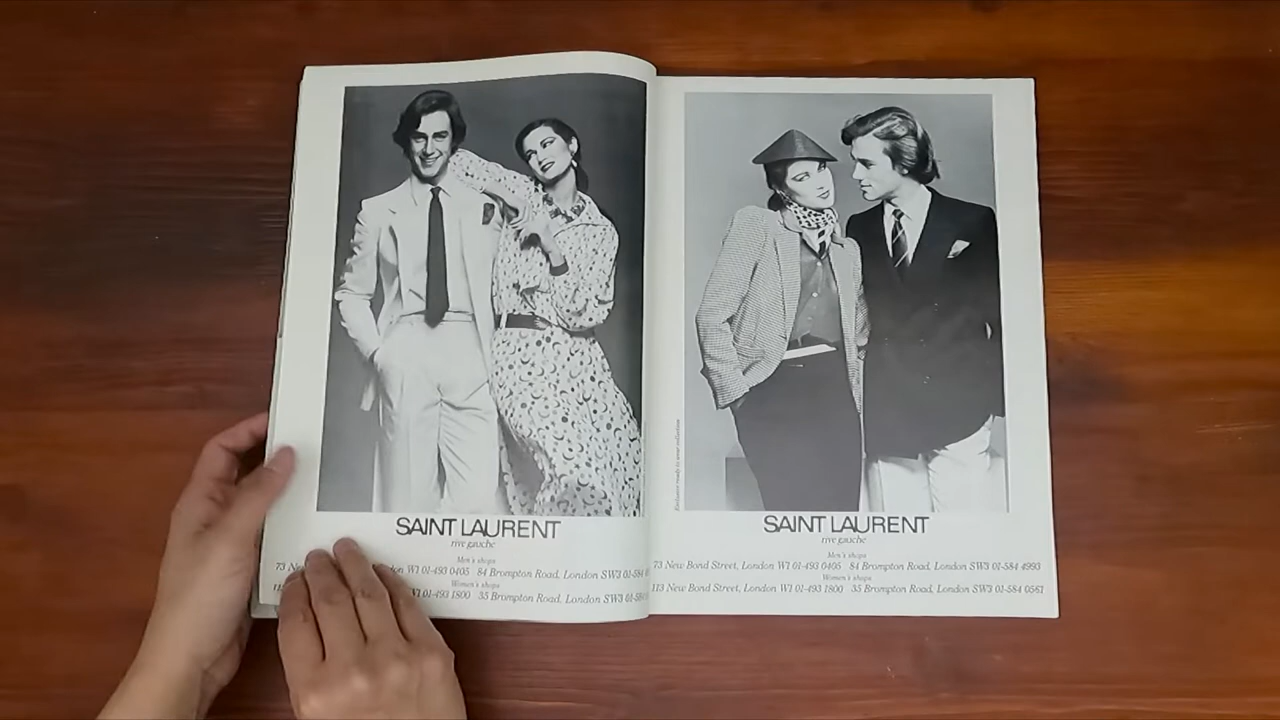 SAINT LAURENT
rive gauche
Men's shops
73 New Bond Street, London W1 01-493 0405 84 Brompton Road, London SW3 01-584
Women's shops
W1 01-493 1800 35 Brompton Road, London SW3 01-584
SAINT LAURENT
rive gauche
Men's shops
73 New Bond Street, London W1 01-493 0405 84 Brompton Road, London SW3 01-584 4993
Women's shops
113 New Bond Street, London W1 01-493 1800 35 Brompton Road, London SW3 01-584 0561